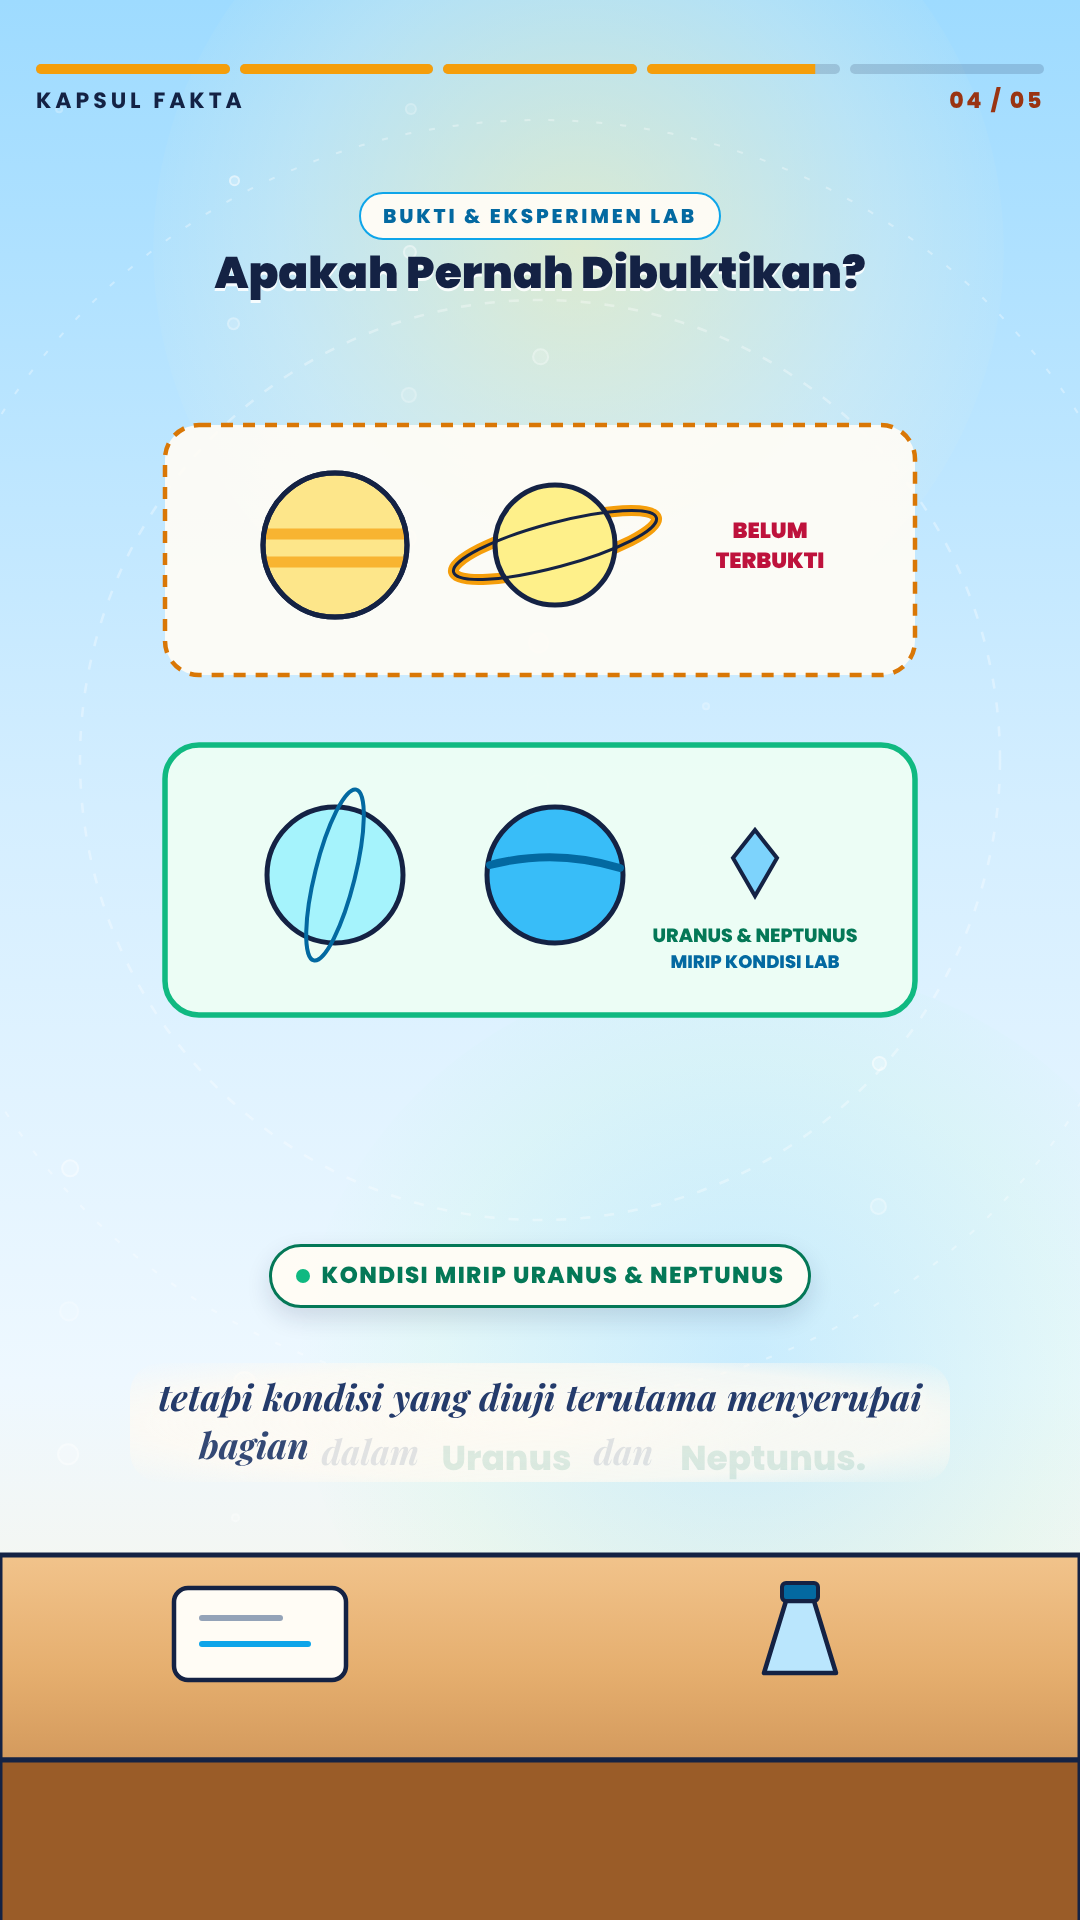 KAPSUL FAKTA
04 / 05
BUKTI & EKSPERIMEN LAB
Apakah Pernah Dibuktikan?
BELUM
TERBUKTI
URANUS & NEPTUNUS
MIRIP KONDISI LAB
KONDISI MIRIP URANUS & NEPTUNUS
tetapi kondisi yang diuji terutama menyerupai
bagian dalam Uranus dan Neptunus.